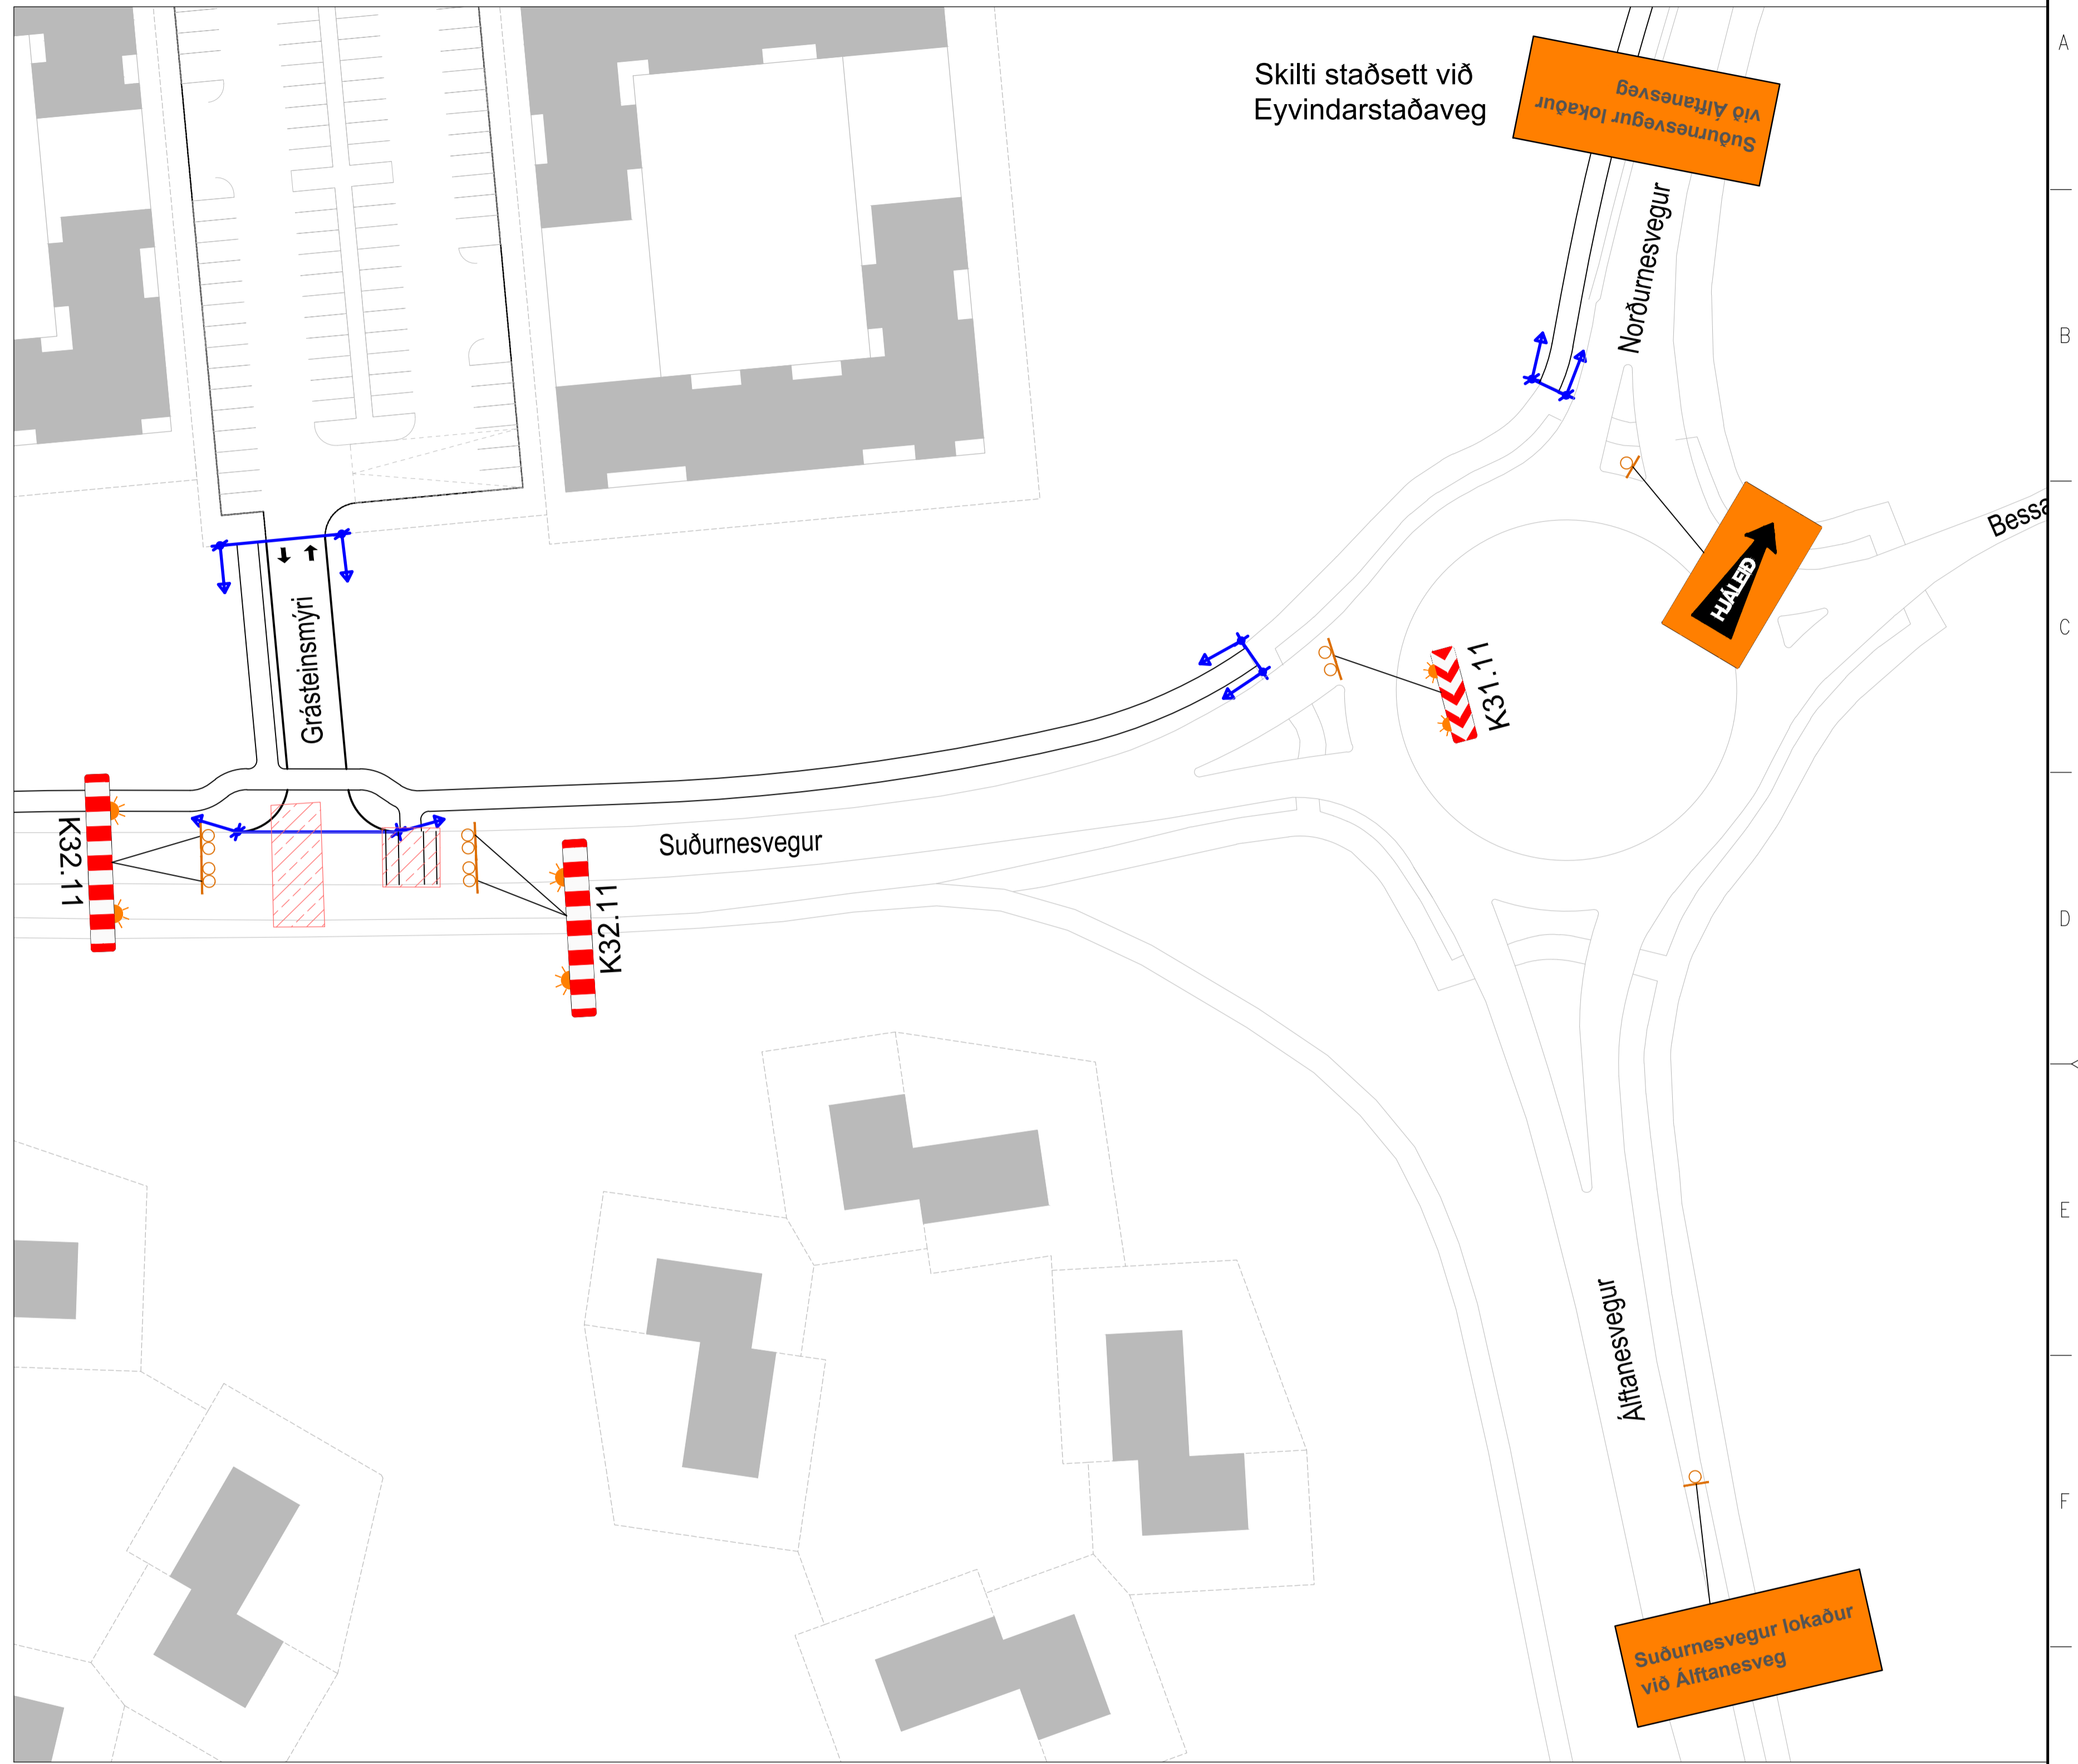 A
Skilti staðsett við
Eyvindarstaðaveg
Suðurnesvegur lokaður
við Álftanesveg
Norðurnesvegur
B
Bessa
HJÁLEIÐ
C
K31.11
Grásteinsmýri
K32.11
Suðurnesvegur
K32.11
D
E
Álftanesvegur
F
Suðurnesvegur lokaður
við Álftanesveg